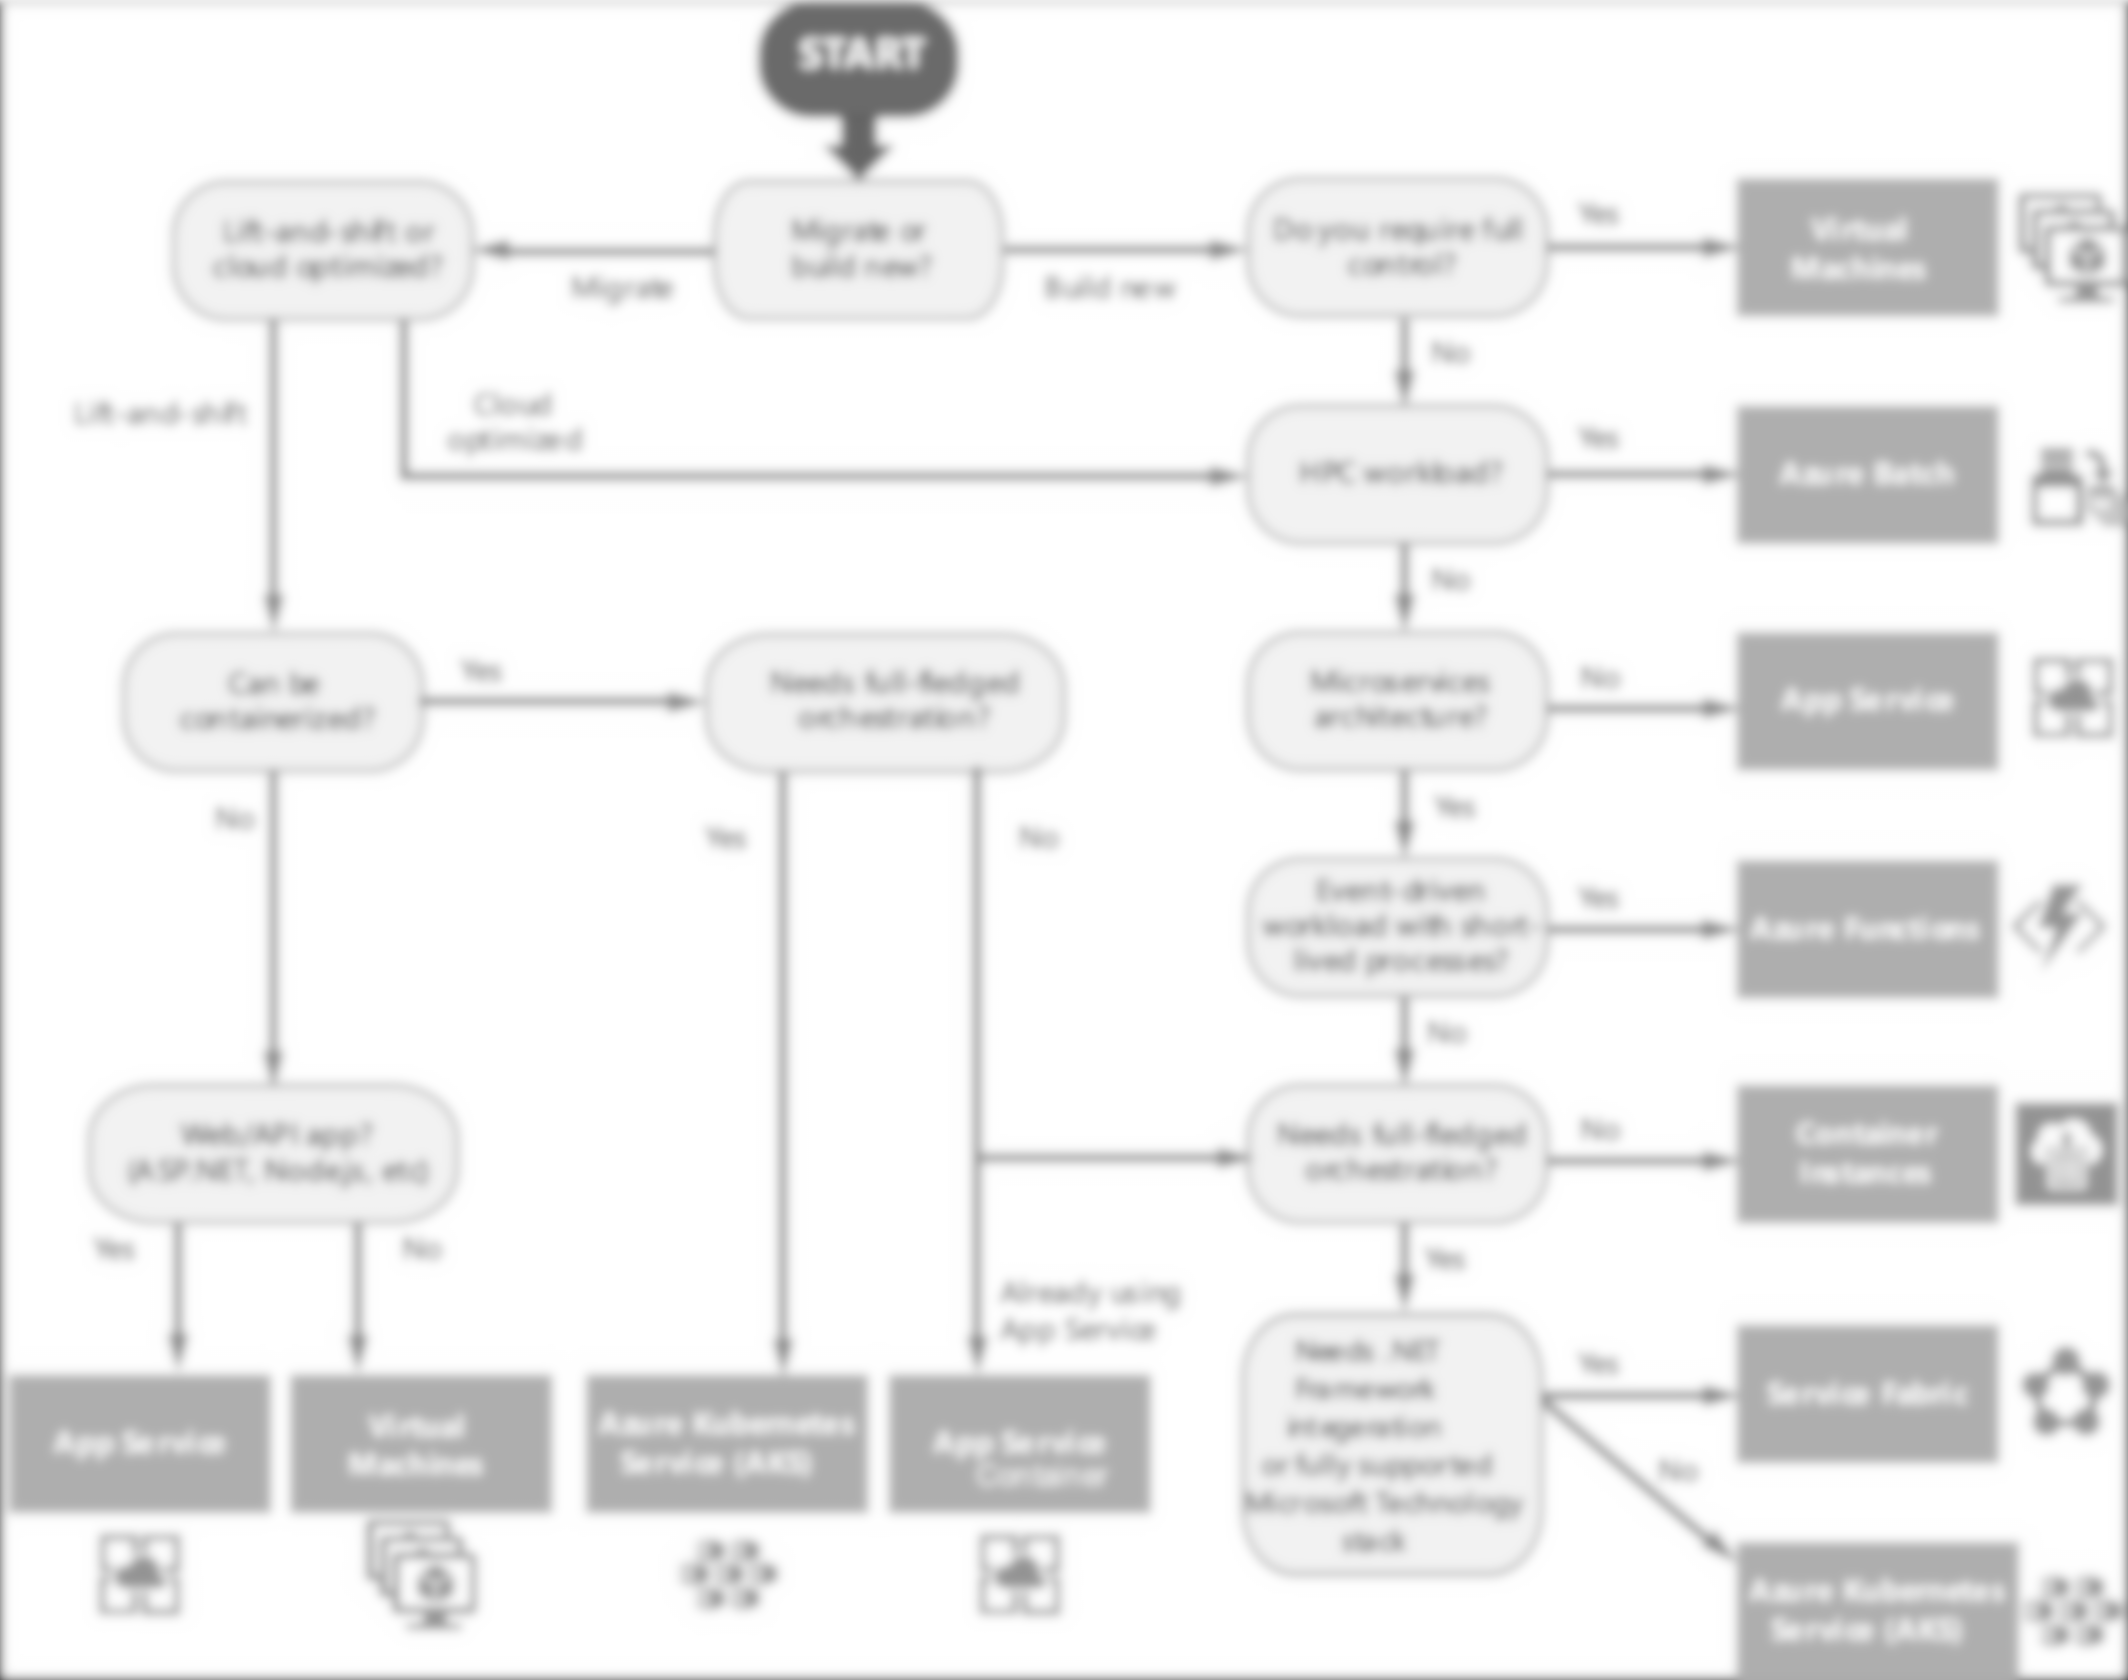 START
Lift-and-shift or
cloud optimized?
Migrate or
build new?
Do you require full
control?
Yes
Virtual
Machines
Migrate
Build new
No
Lift-and-shift
Cloud
optimized
HPC workload?
Yes
Azure Batch
No
Can be
containerized?
Yes
Needs full-fledged
orchestration?
Microservices
architecture?
No
App Service
No
Yes
No
Yes
Event-driven
workload with short-
lived processes?
Yes
Azure Functions
No
Web/API app?
(ASP.NET, Node.js, etc)
Needs full-fledged
orchestration?
No
Container
Instances
Yes
No
Yes
Already using
App Service
Needs .NET
Framework
integeration
or fully supported
Microsoft Technology
stack
Yes
Service Fabric
No
App Service
Virtual
Machines
Azure Kubernetes
Service (AKS)
App Service
Container
Azure Kubernetes
Service (AKS)